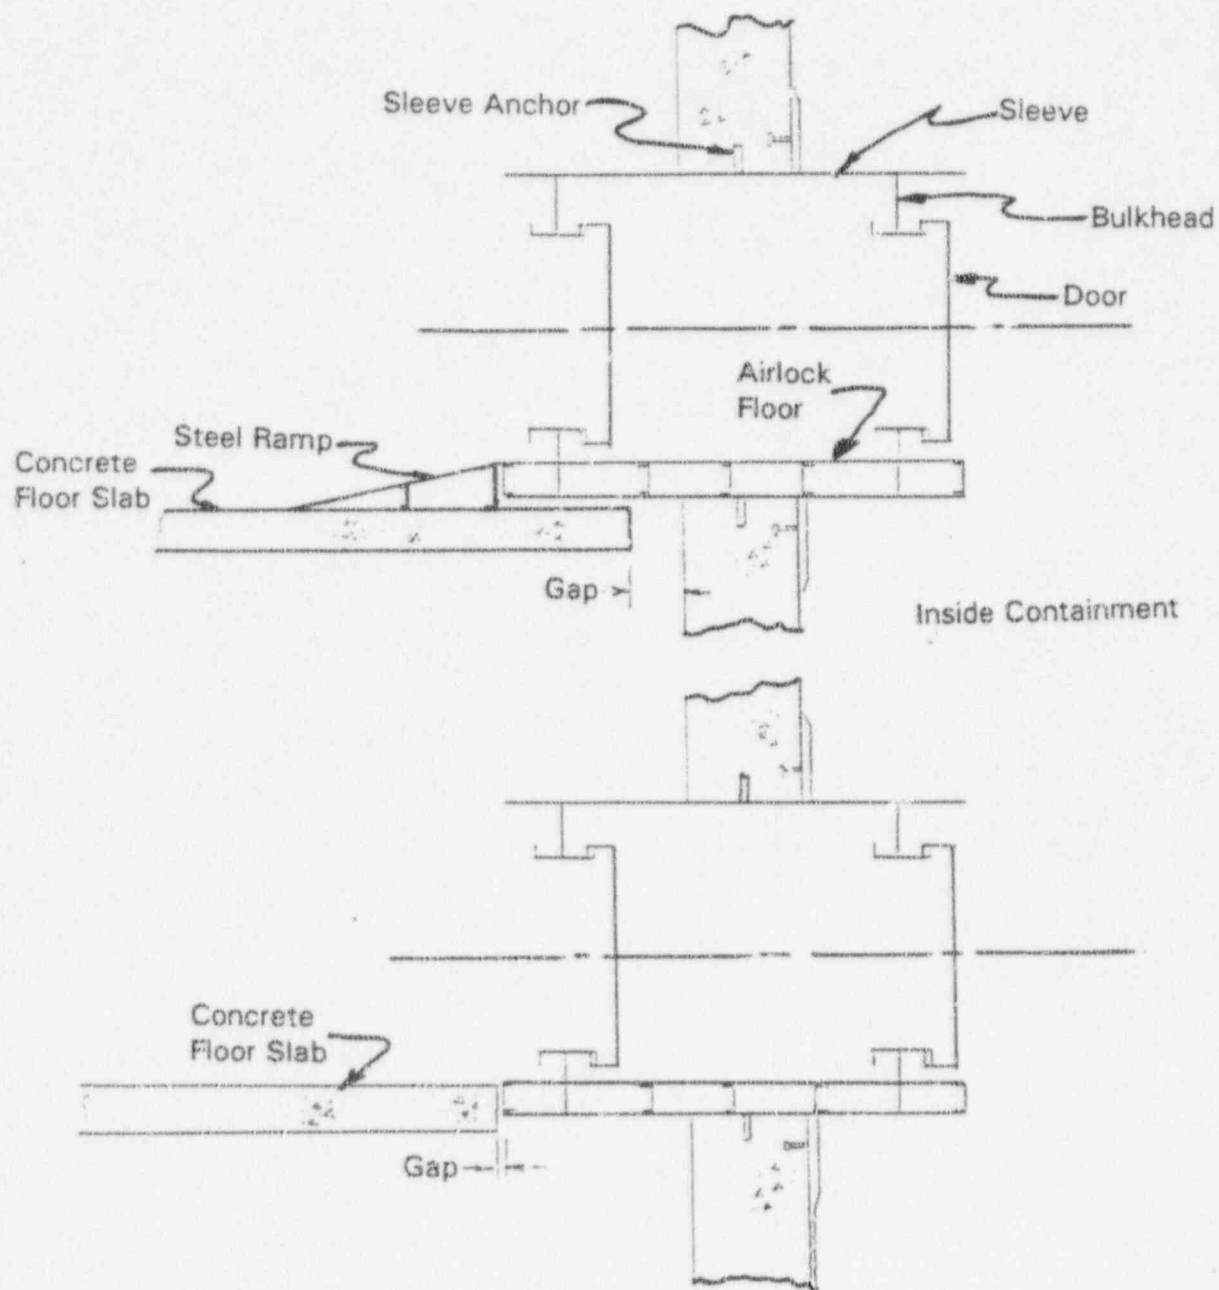 Sleeve Anchor
Sleeve
Bulkhead
Door
Airlock
Floor
Steel Ramp
Concrete
Floor Slab
Gap
Inside Containment
Concrete
Floor Slab
Gap